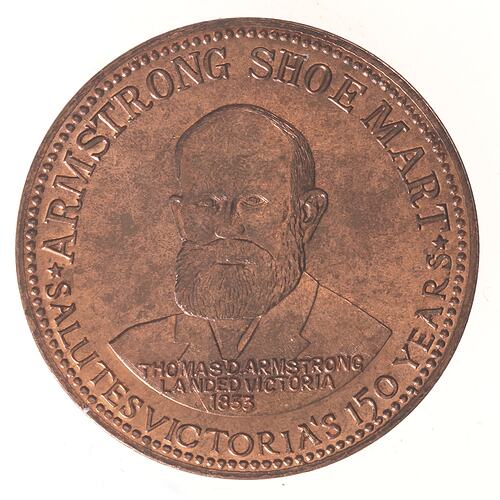 ARMSTRONG SHOE MART
SALUTES VICTORIA'S 150 YEARS
THOMAS D. ARMSTRONG
LANDED VICTORIA
1853